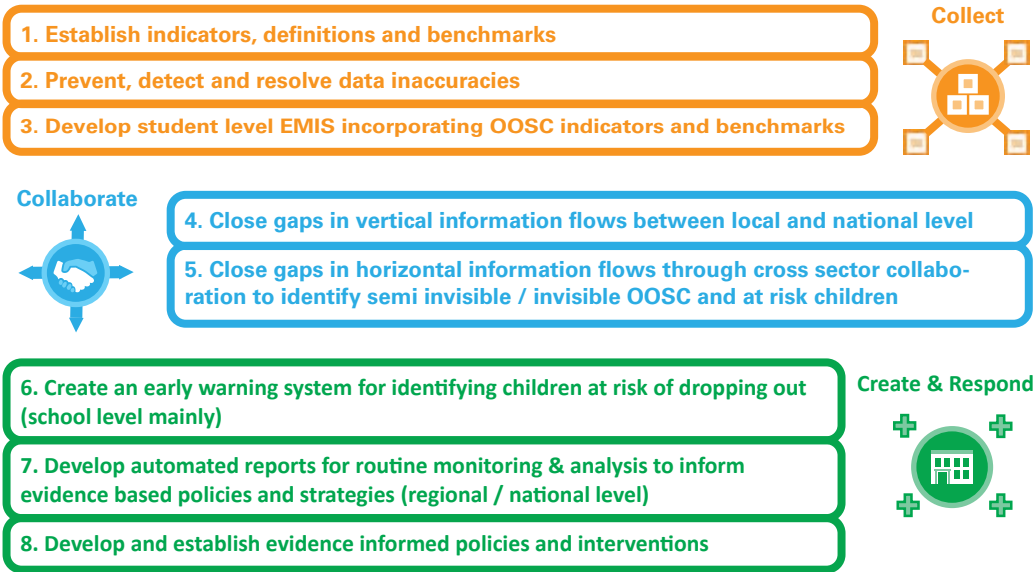 Collect
1. Establish indicators, definitions and benchmarks
2. Prevent, detect and resolve data inaccuracies
3. Develop student level EMIS incorporating OOSC indicators and benchmarks
Collaborate
4. Close gaps in vertical information flows between local and national level
5. Close gaps in horizontal information flows through cross sector collabo-
ration to identify semi invisible / invisible OOSC and at risk children
Create & Respond
6. Create an early warning system for identifying children at risk of dropping out
(school level mainly)
7. Develop automated reports for routine monitoring & analysis to inform
evidence based policies and strategies (regional / national level)
8. Develop and establish evidence informed policies and interventions